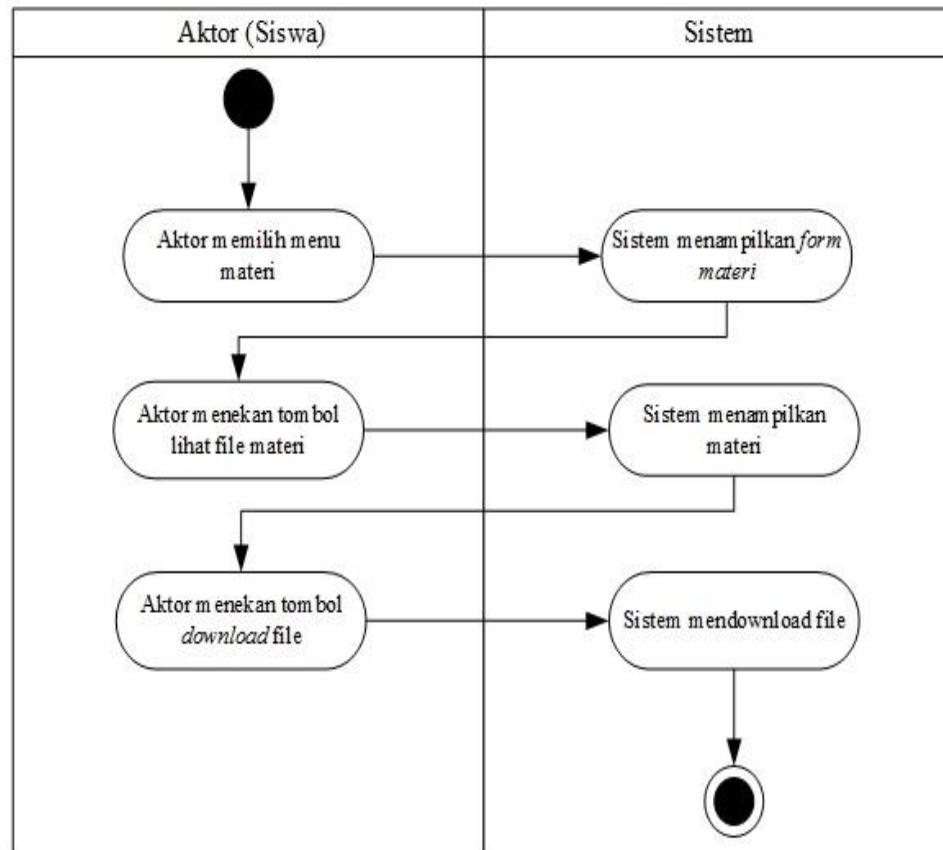 Aktor (Siswa)
Sistem
Aktor memilih menu
materi
Sistem menampilkan form
materi
Aktor menekan tombol
lihat file materi
Sistem menampilkan
materi
Aktor menekan tombol
download file
Sistem mendownload file